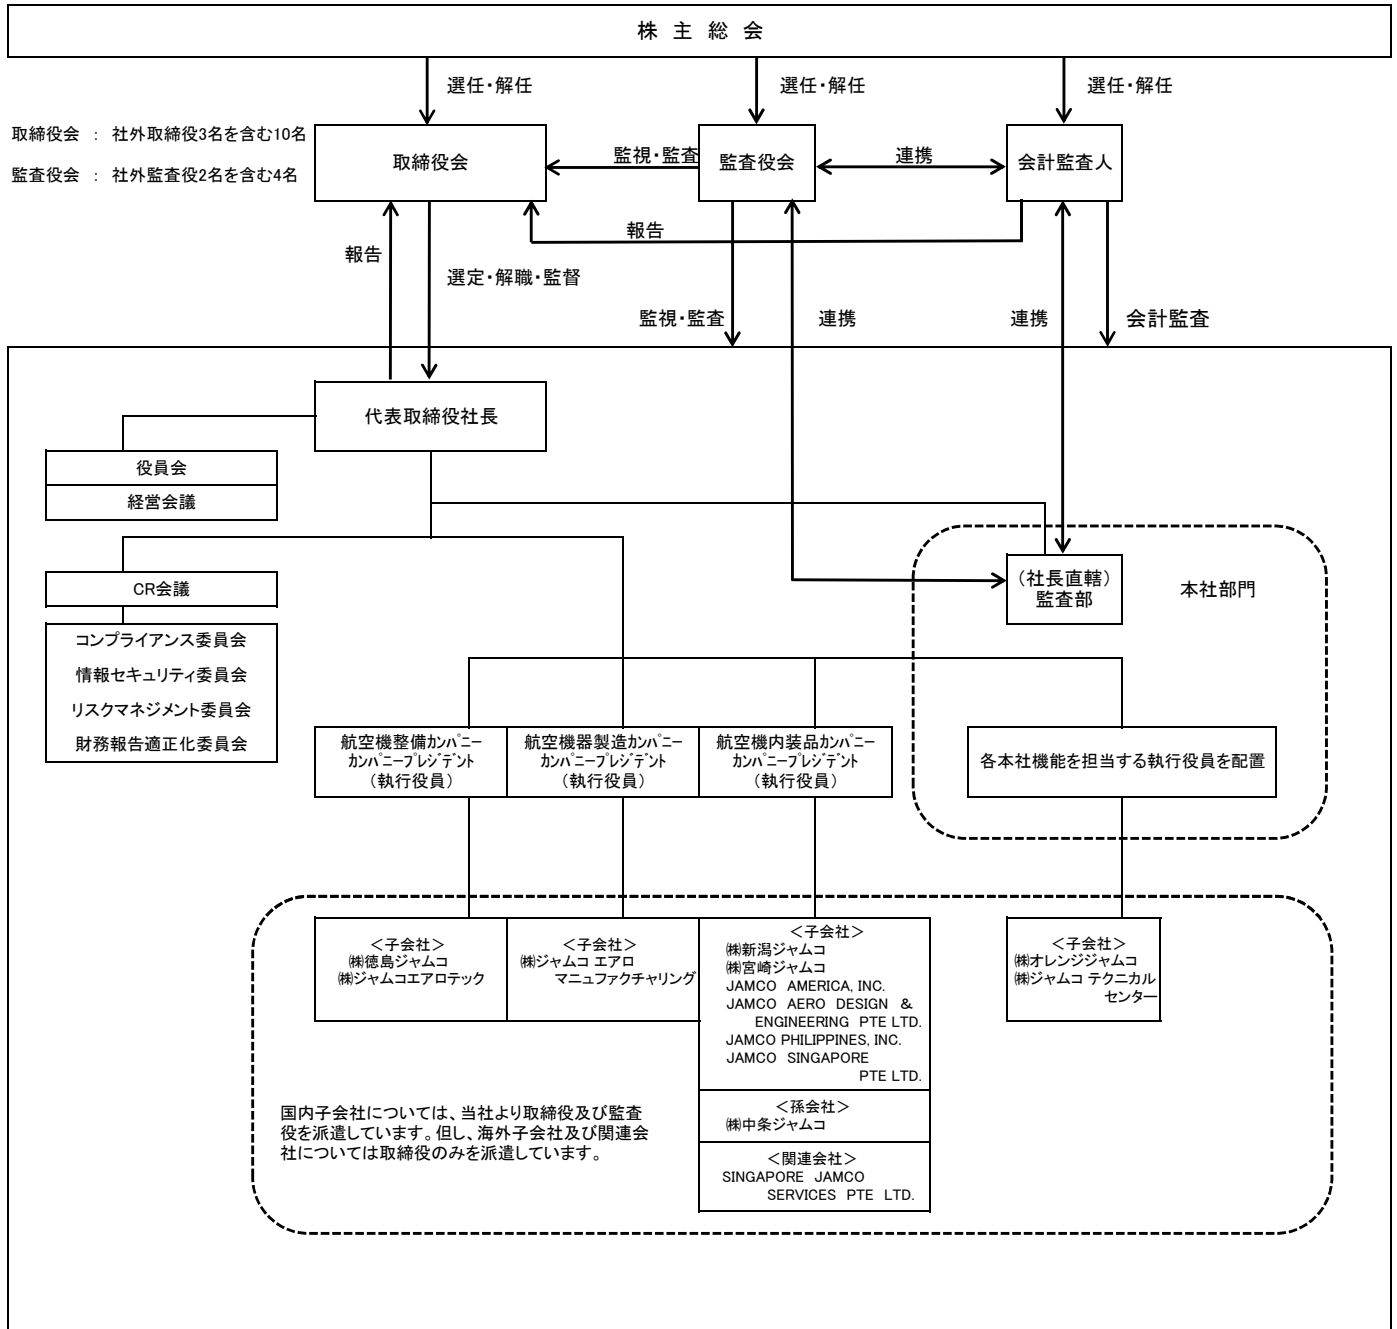 株 主 総 会
選任・解任
選任・解任
選任・解任
取締役会 : 社外取締役3名を含む10名
監査役会 : 社外監査役2名を含む4名
取締役会
監視・監査
監査役会
連携
会計監査人
報告
報告
選定・解職・監督
監視・監査
連携
連携
会計監査
代表取締役社長
役員会
経営会議
CR会議
コンプライアンス委員会
情報セキュリティ委員会
リスクマネジメント委員会
財務報告適正化委員会
(社長直轄)
監査部
本社部門
航空機整備ｶﾝﾊﾟﾆｰ
ｶﾝﾊﾟﾆｰﾌﾟﾚｼﾞﾃﾞﾝﾄ
(執行役員)
航空機器製造ｶﾝﾊﾟﾆｰ
ｶﾝﾊﾟﾆｰﾌﾟﾚｼﾞﾃﾞﾝﾄ
(執行役員)
航空機内装品ｶﾝﾊﾟﾆｰ
ｶﾝﾊﾟﾆｰﾌﾟﾚｼﾞﾃﾞﾝﾄ
(執行役員)
各本社機能を担当する執行役員を配置
＜子会社＞
㈱徳島ジャムコ
㈱ジャムコエアロテック
＜子会社＞
㈱ジャムコ エアロ
マニュファクチャリング
＜子会社＞
㈱新潟ジャムコ
㈱宮崎ジャムコ
JAMCO AMERICA, INC.
JAMCO AERO DESIGN &
ENGINEERING PTE LTD.
JAMCO PHILIPPINES, INC.
JAMCO SINGAPORE
PTE LTD.
＜孫会社＞
㈱中条ジャムコ
＜関連会社＞
SINGAPORE JAMCO
SERVICES PTE LTD.
＜子会社＞
㈱オレンジジャムコ
㈱ジャムコ テクニカル
センター
国内子会社については、当社より取締役及び監査
役を派遣しています。但し、海外子会社及び関連会
社については取締役のみを派遣しています。